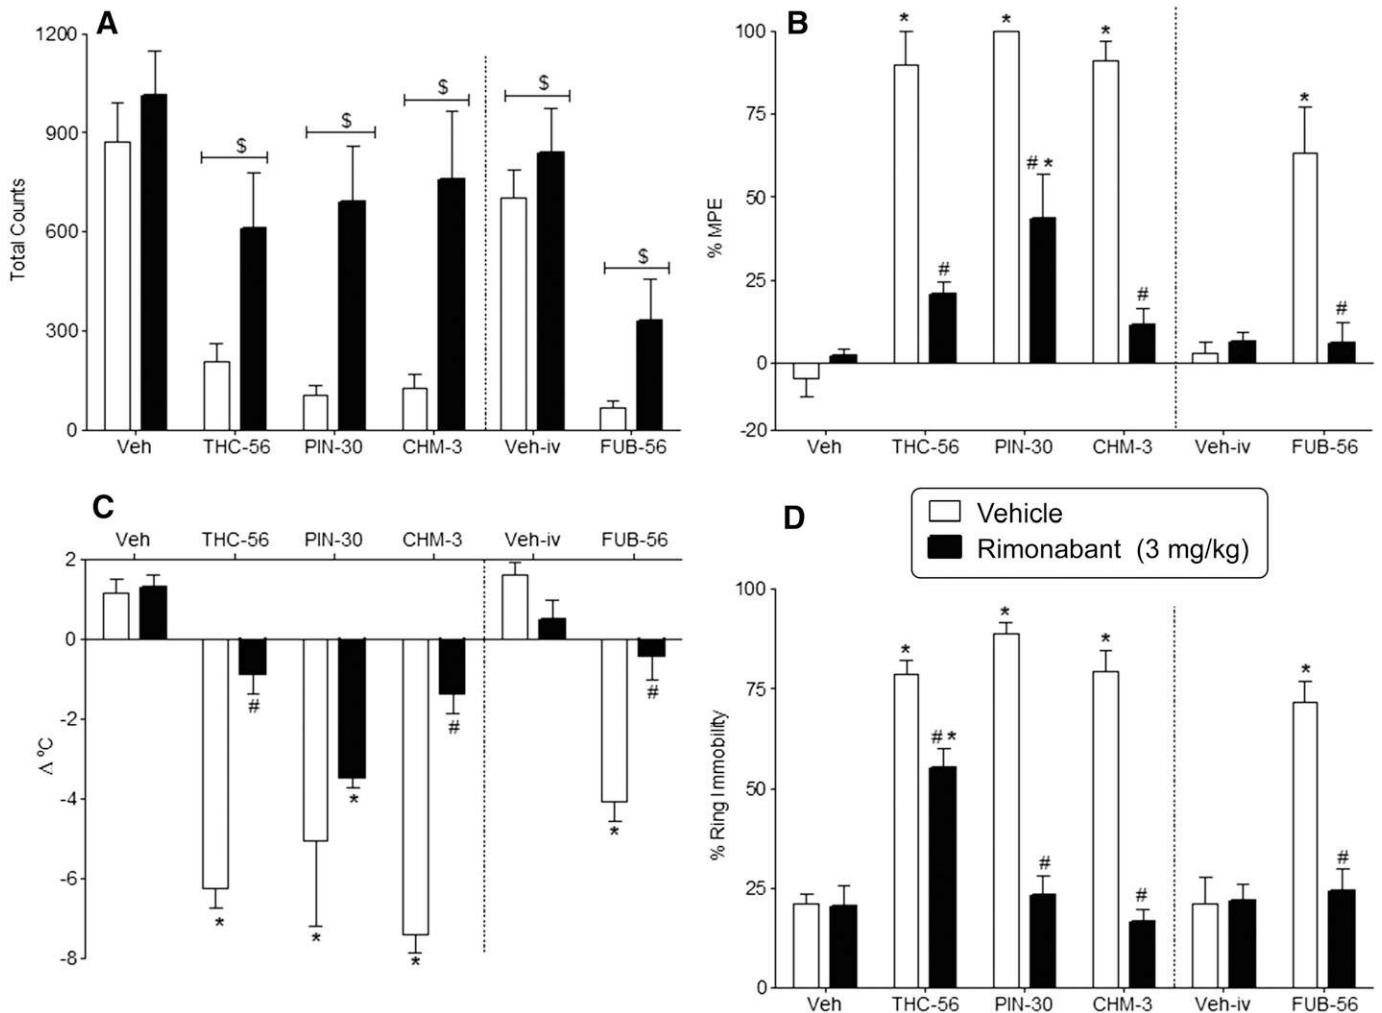 A
1200
900
600
300
0
Total Counts
$ $ $ $ $
Veh THC-56 PIN-30 CHM-3 Veh-iv FUB-56
B
100
75
50
25
0
-20
% MPE
* * * *
# # * # #
Veh THC-56 PIN-30 CHM-3 Veh-iv FUB-56
C
Veh THC-56 PIN-30 CHM-3 Veh-iv FUB-56
2
0
-2
-4
-6
-8
Δ ºC
# # #
* * * * *
Vehicle
Rimonabant (3 mg/kg)
D
100
75
50
25
0
% Ring Immobility
* * * *
# * # # #
Veh THC-56 PIN-30 CHM-3 Veh-iv FUB-56